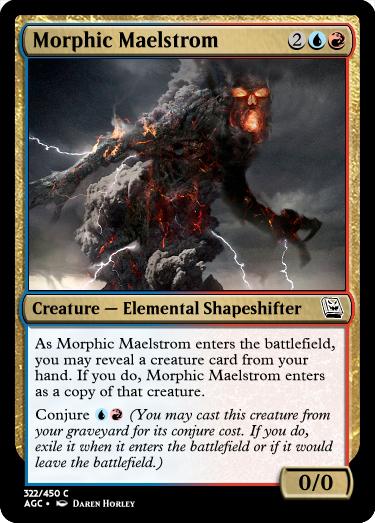 Morphic Maelstrom 2
Creature — Elemental Shapeshifter
As Morphic Maelstrom enters the battlefield,
you may reveal a creature card from your
hand. If you do, Morphic Maelstrom enters
as a copy of that creature.
Conjure (You may cast this creature from
your graveyard for its conjure cost. If you do,
exile it when it enters the battlefield or if it would
leave the battlefield.)
0/0
322/450 C
AGC • Daren Horley